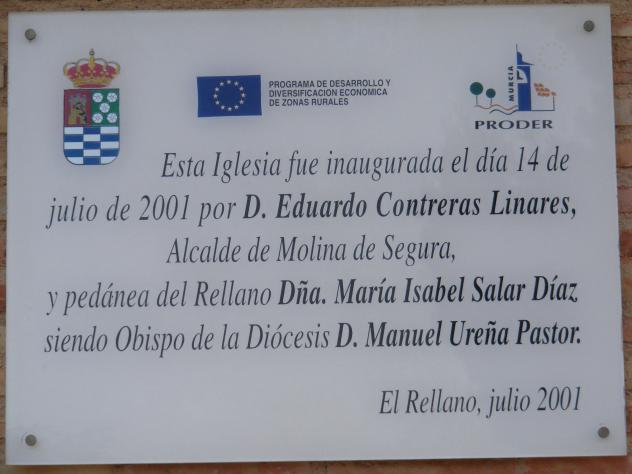 PROGRAMA DE DESARROLLO Y
DIVERSIFICACION ECONOMICA
DE ZONAS RURALES
MURCIA
PRODER
Esta Iglesia fue inaugurada el día 14 de
julio de 2001 por D. Eduardo Contreras Linares,
Alcalde de Molina de Segura,
y pedánea del Rellano Dña. María Isabel Salar Díaz
siendo Obispo de la Diócesis D. Manuel Ureña Pastor.
El Rellano, julio 2001